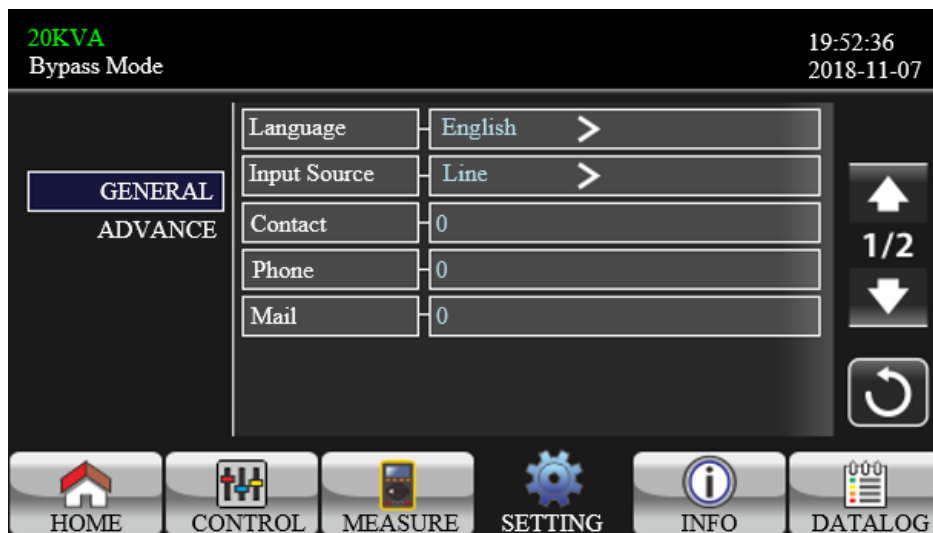 20KVA
Bypass Mode
19:52:36
2018-11-07
GENERAL
ADVANCE
Language English >
Input Source Line >
Contact 0
Phone 0
Mail 0
1/2
HOME CONTROL MEASURE SETTING INFO DATALOG